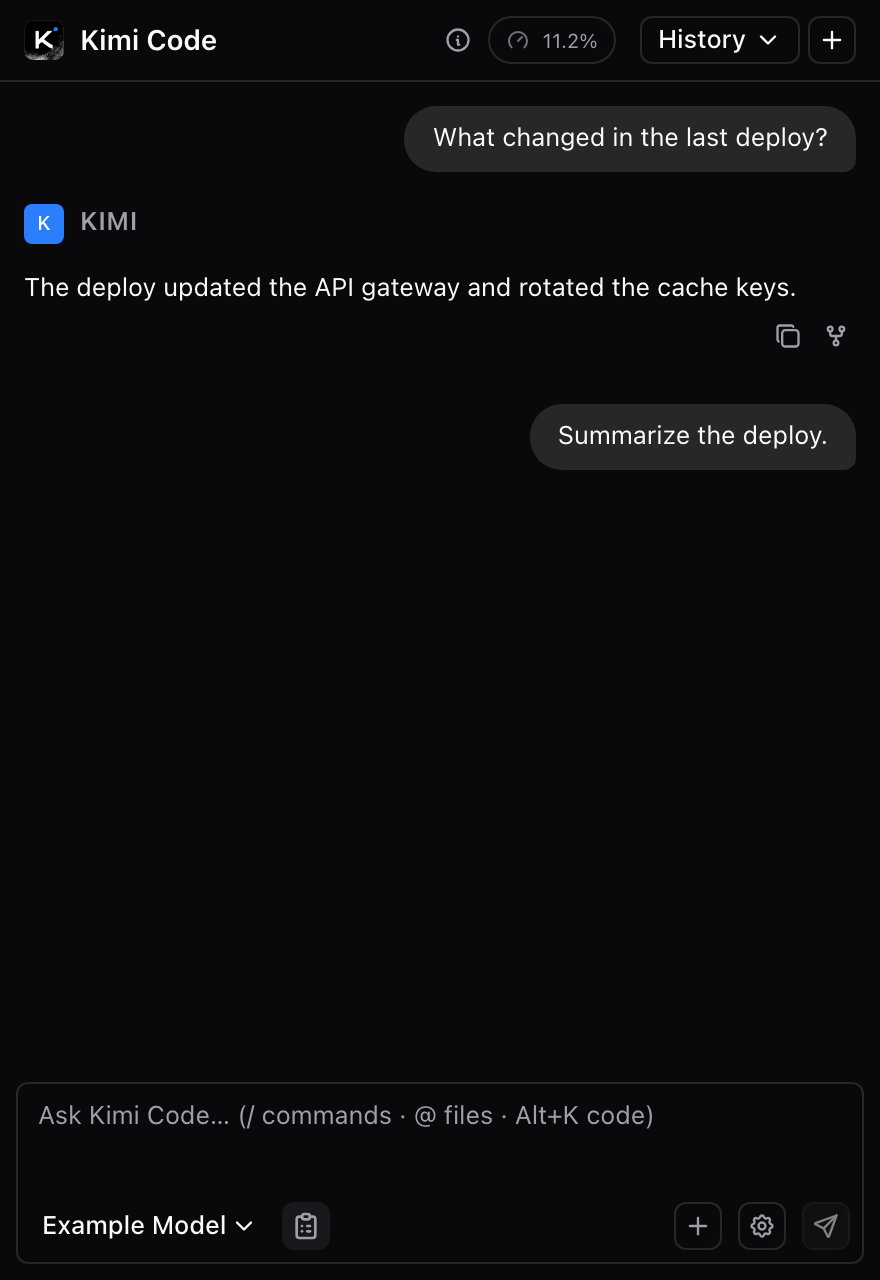 Kimi Code
11.2%
History
What changed in the last deploy?
K
KIMI
The deploy updated the API gateway and rotated the cache keys.
Summarize the deploy.
Ask Kimi Code... (/ commands · @ files · Alt+K code)
Example Model